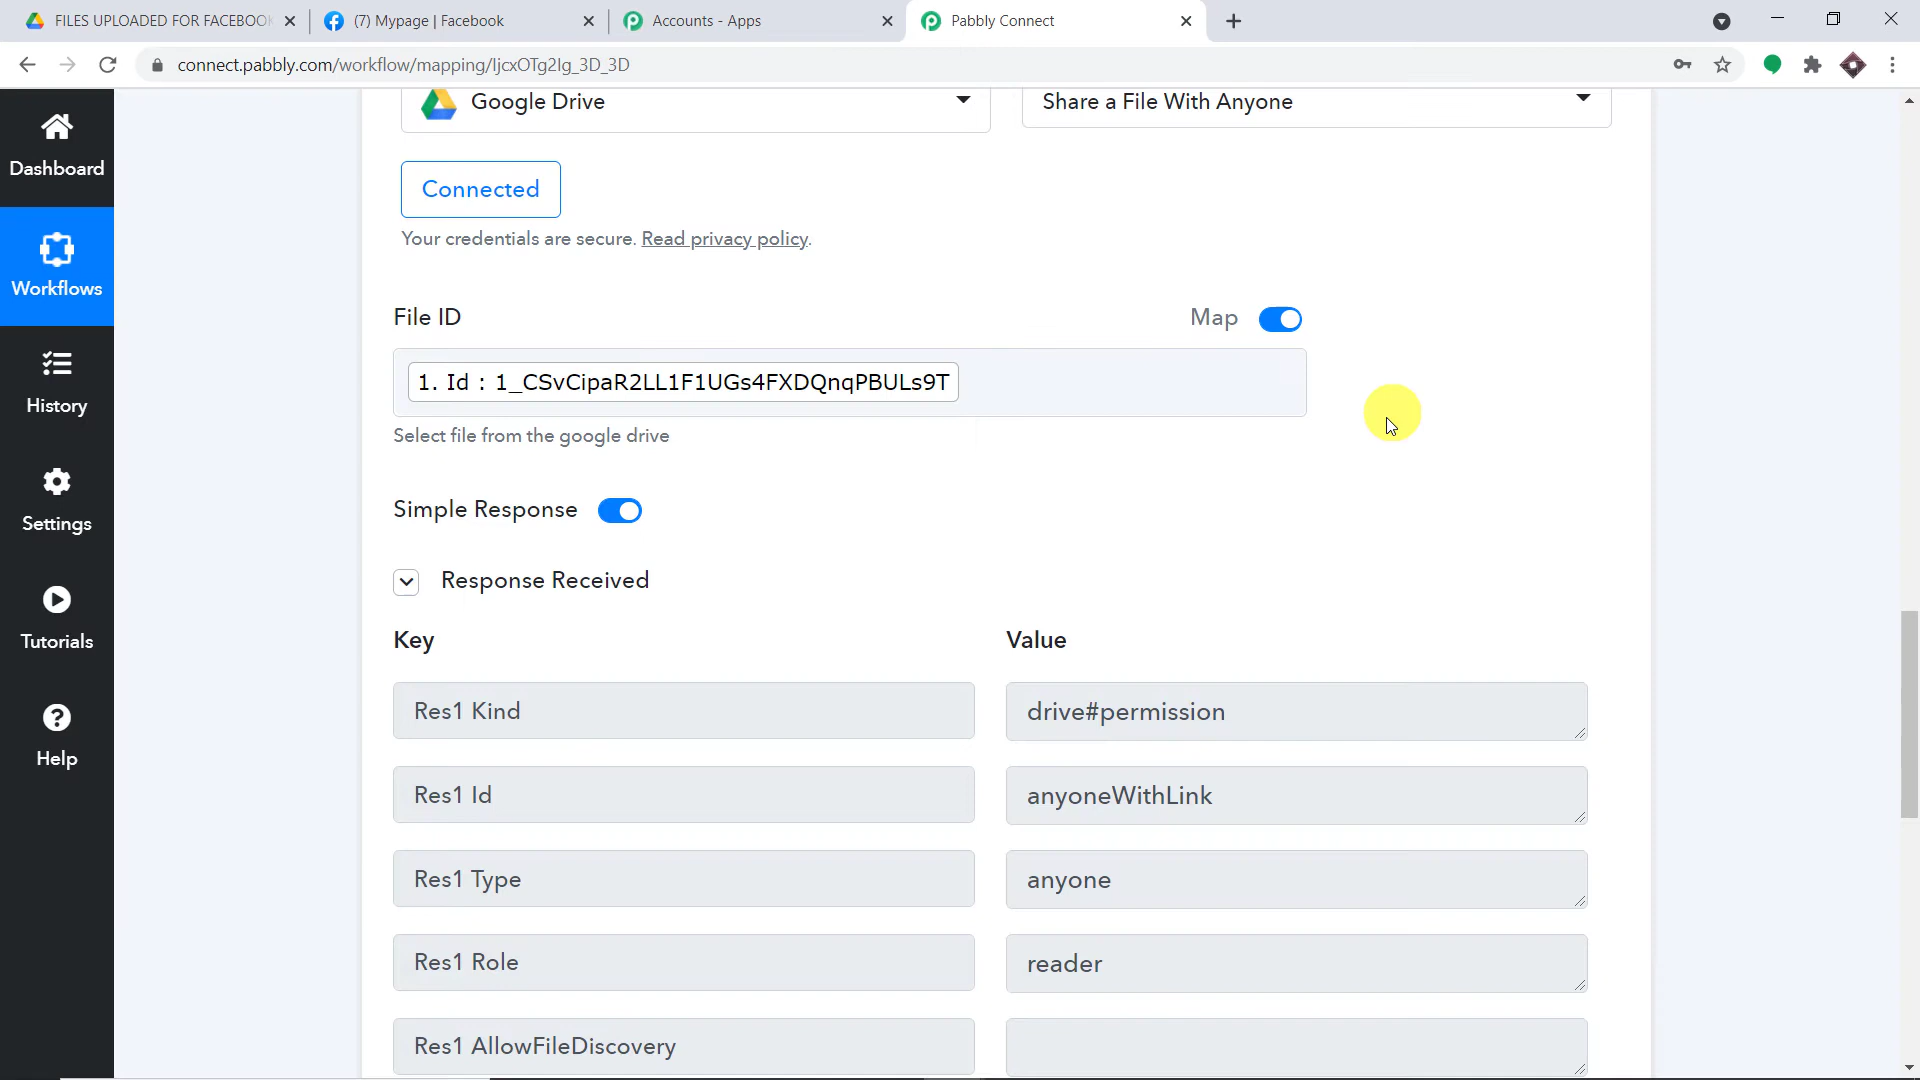 FILES UPLOADED FOR FACEBOOK
(7) Mypage | Facebook
Accounts - Apps
Pabbly Connect
connect.pabbly.com/workflow/mapping/IjcxOTg2Ig_3D_3D
Dashboard
Workflows
History
Settings
Tutorials
Help
Google Drive
Share a File With Anyone
Connected
Your credentials are secure. Read privacy policy.
File ID
Map
1. Id : 1_CSvCipaR2LL1F1UGs4FXDQnqPBULs9T
Select file from the google drive
Simple Response
Response Received
Key
Value
Res1 Kind
drive#permission
Res1 Id
anyoneWithLink
Res1 Type
anyone
Res1 Role
reader
Res1 AllowFileDiscovery